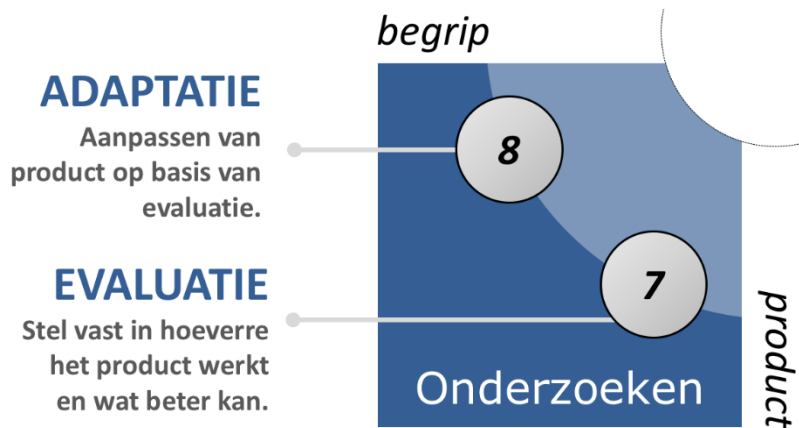 begrip
ADAPTATIE
Aanpassen van
product op basis van
evaluatie.
8
EVALUATIE
Stel vast in hoeverre
het product werkt
en wat beter kan.
7
Onderzoeken
product